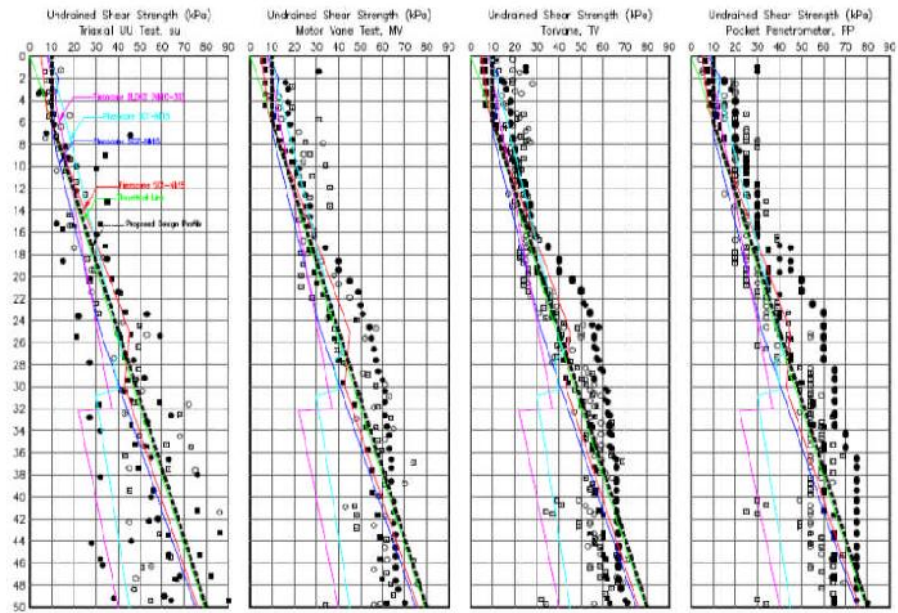 Undrained Shear Strength (kPa)
Triaxial UU Test, su
0 10 20 30 40 50 60 70 80 90
Undrained Shear Strength (kPa)
Motor Vane Test, MV
0 10 20 30 40 50 60 70 80 90
Undrained Shear Strength (kPa)
Torvane, TV
0 10 20 30 40 50 60 70 80 90
Undrained Shear Strength (kPa)
Pocket Penetrometer, PP
0 10 20 30 40 50 60 70 80 90
0
2
4
6
8
10
12
14
16
18
20
22
24
26
28
30
32
34
36
38
40
42
44
46
48
50
Proposed Design Profile